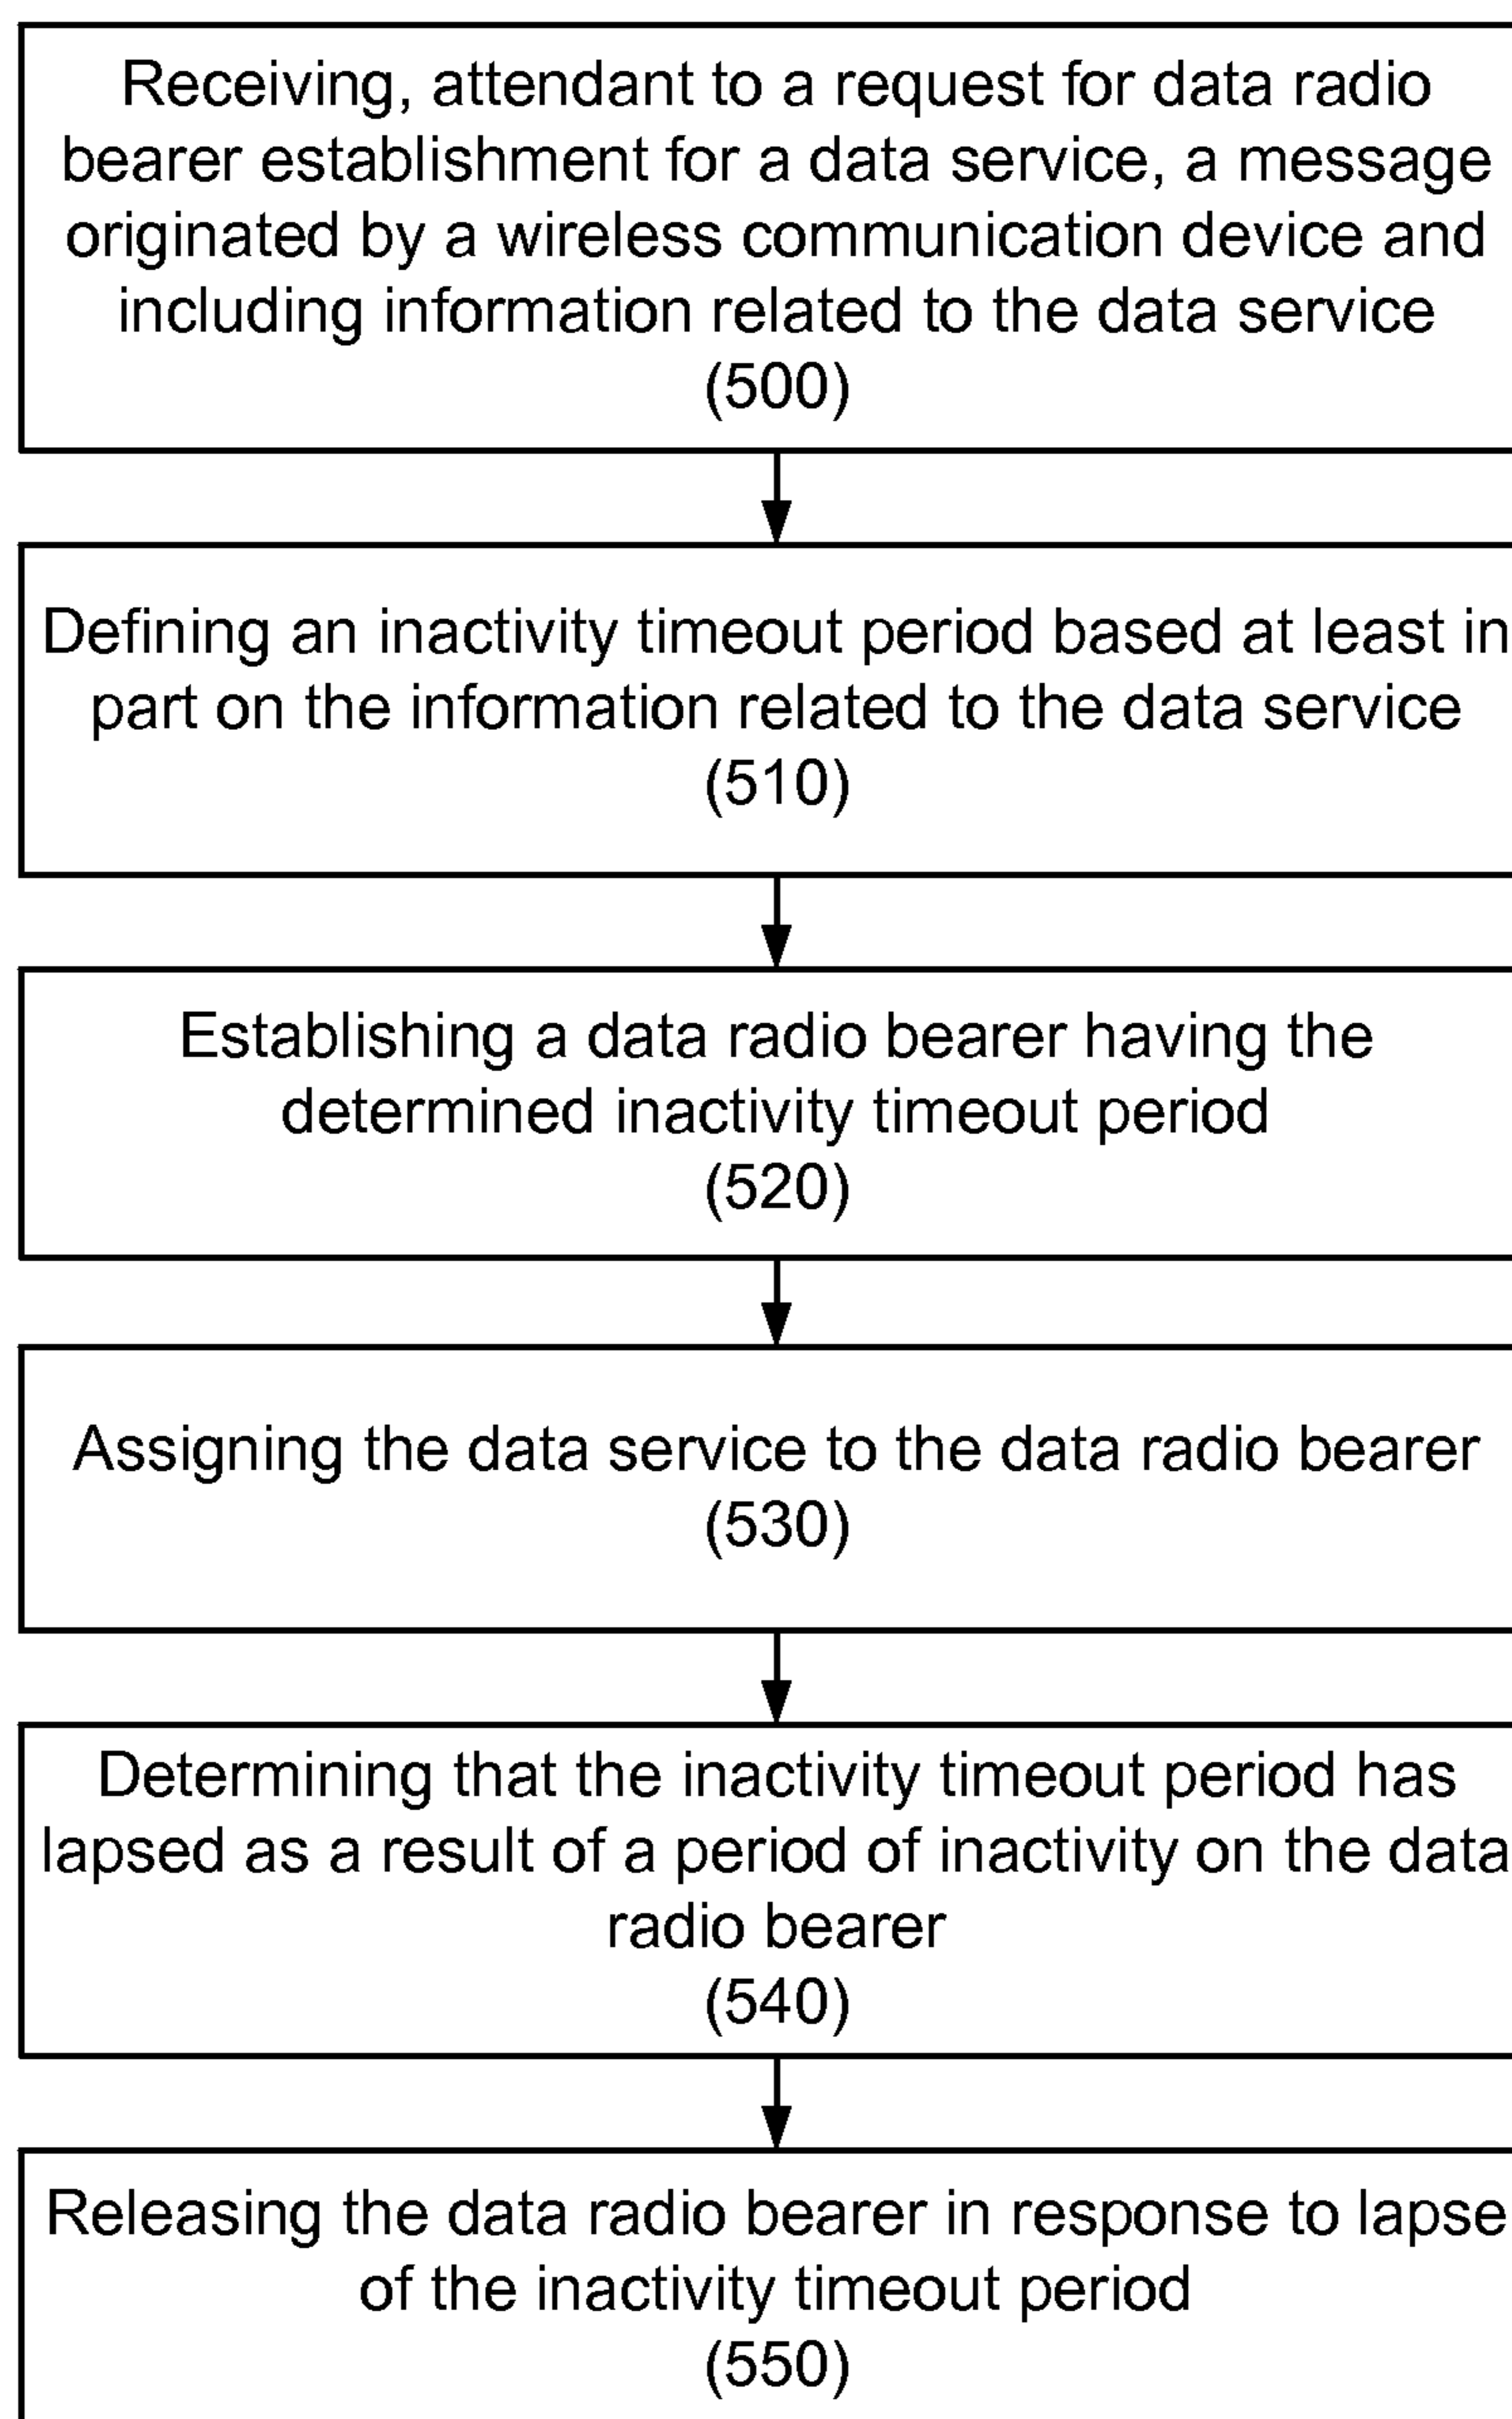 Receiving, attendant to a request for data radio
bearer establishment for a data service, a message
originated by a wireless communication device and
including information related to the data service
(500)
Defining an inactivity timeout period based at least in
part on the information related to the data service
(510)
Establishing a data radio bearer having the
determined inactivity timeout period
(520)
Assigning the data service to the data radio bearer
(530)
Determining that the inactivity timeout period has
lapsed as a result of a period of inactivity on the data
radio bearer
(540)
Releasing the data radio bearer in response to lapse
of the inactivity timeout period
(550)